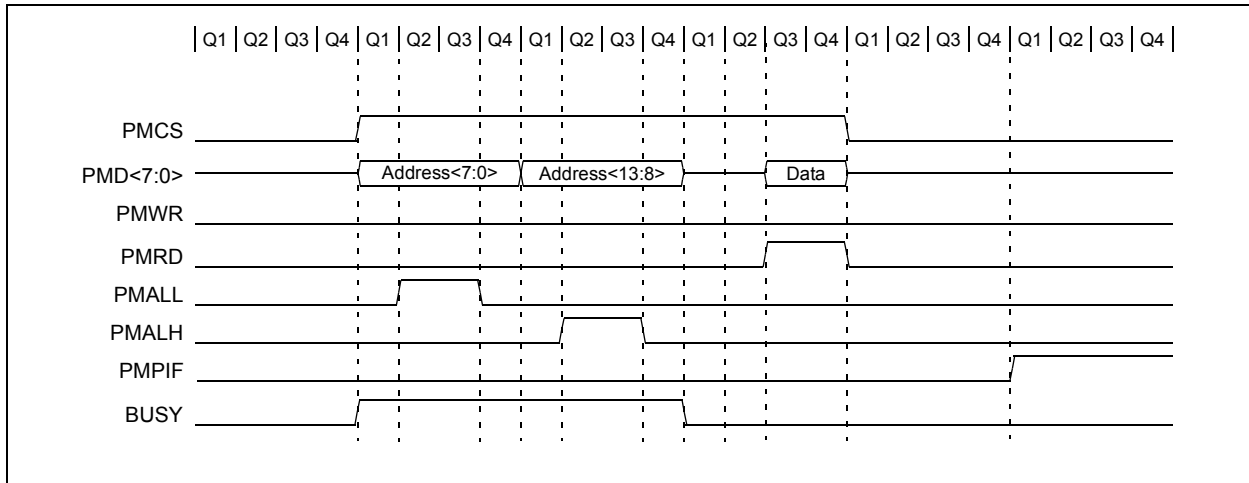 Q1 Q2 Q3 Q4 Q1 Q2 Q3 Q4 Q1 Q2 Q3 Q4 Q1 Q2 Q3 Q4 Q1 Q2 Q3 Q4 Q1 Q2 Q3 Q4
PMCS
PMD<7:0> Address<7:0> Address<13:8> Data
PMWR
PMRD
PMALL
PMALH
PMPIF
BUSY